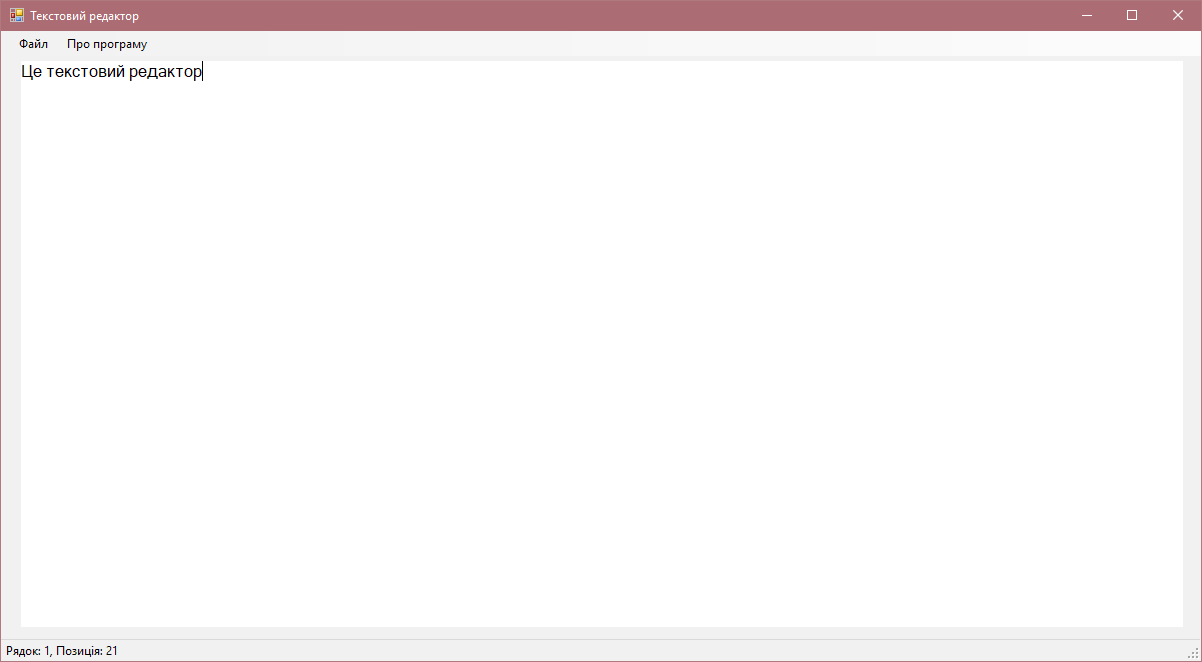 Текстовий редактор
Файл Про програму
Це текстовий редактор
Рядок: 1, Позиція: 21